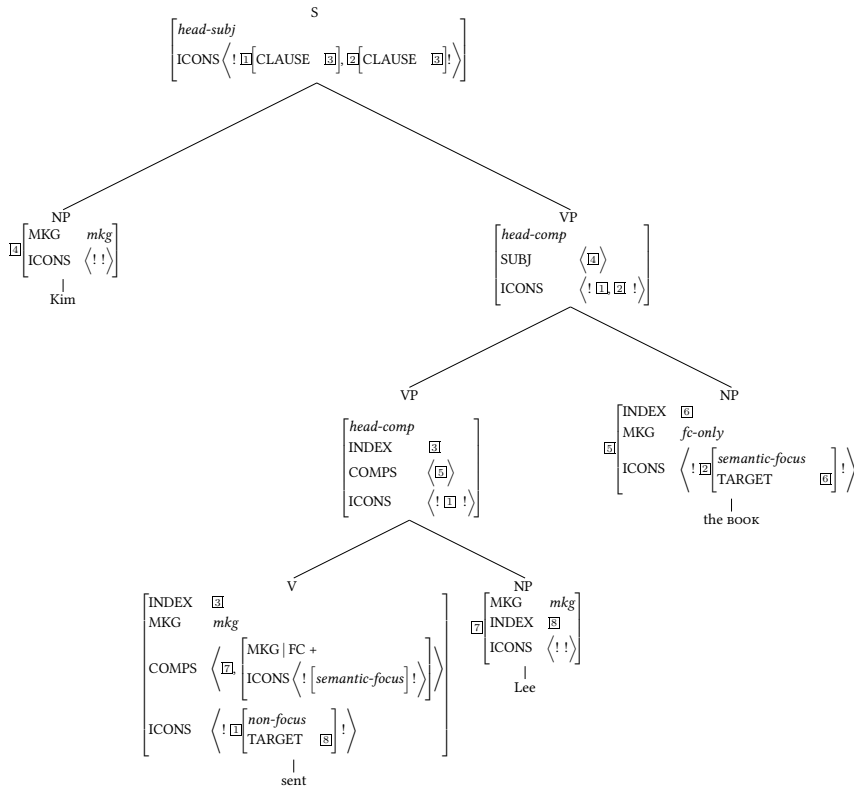 S
head-subj
ICONS ⟨! 1[CLAUSE 3], 2[CLAUSE 3]!⟩
NP
4 MKG mkg
ICONS ⟨! !⟩
Kim
VP
head-comp
SUBJ ⟨4⟩
ICONS ⟨! 1, 2 !⟩
VP
head-comp
INDEX 3
COMPS ⟨5⟩
ICONS ⟨! 1 !⟩
NP
INDEX 6
5 MKG fc-only
ICONS ⟨! 2[semantic-focus
TARGET 6] !⟩
the BOOK
V
INDEX 3
MKG mkg
COMPS ⟨7, [MKG | FC +
ICONS ⟨! [semantic-focus] !⟩]⟩
ICONS ⟨! 1[non-focus
TARGET 8] !⟩
sent
NP
7 MKG mkg
INDEX 8
ICONS ⟨! !⟩
Lee